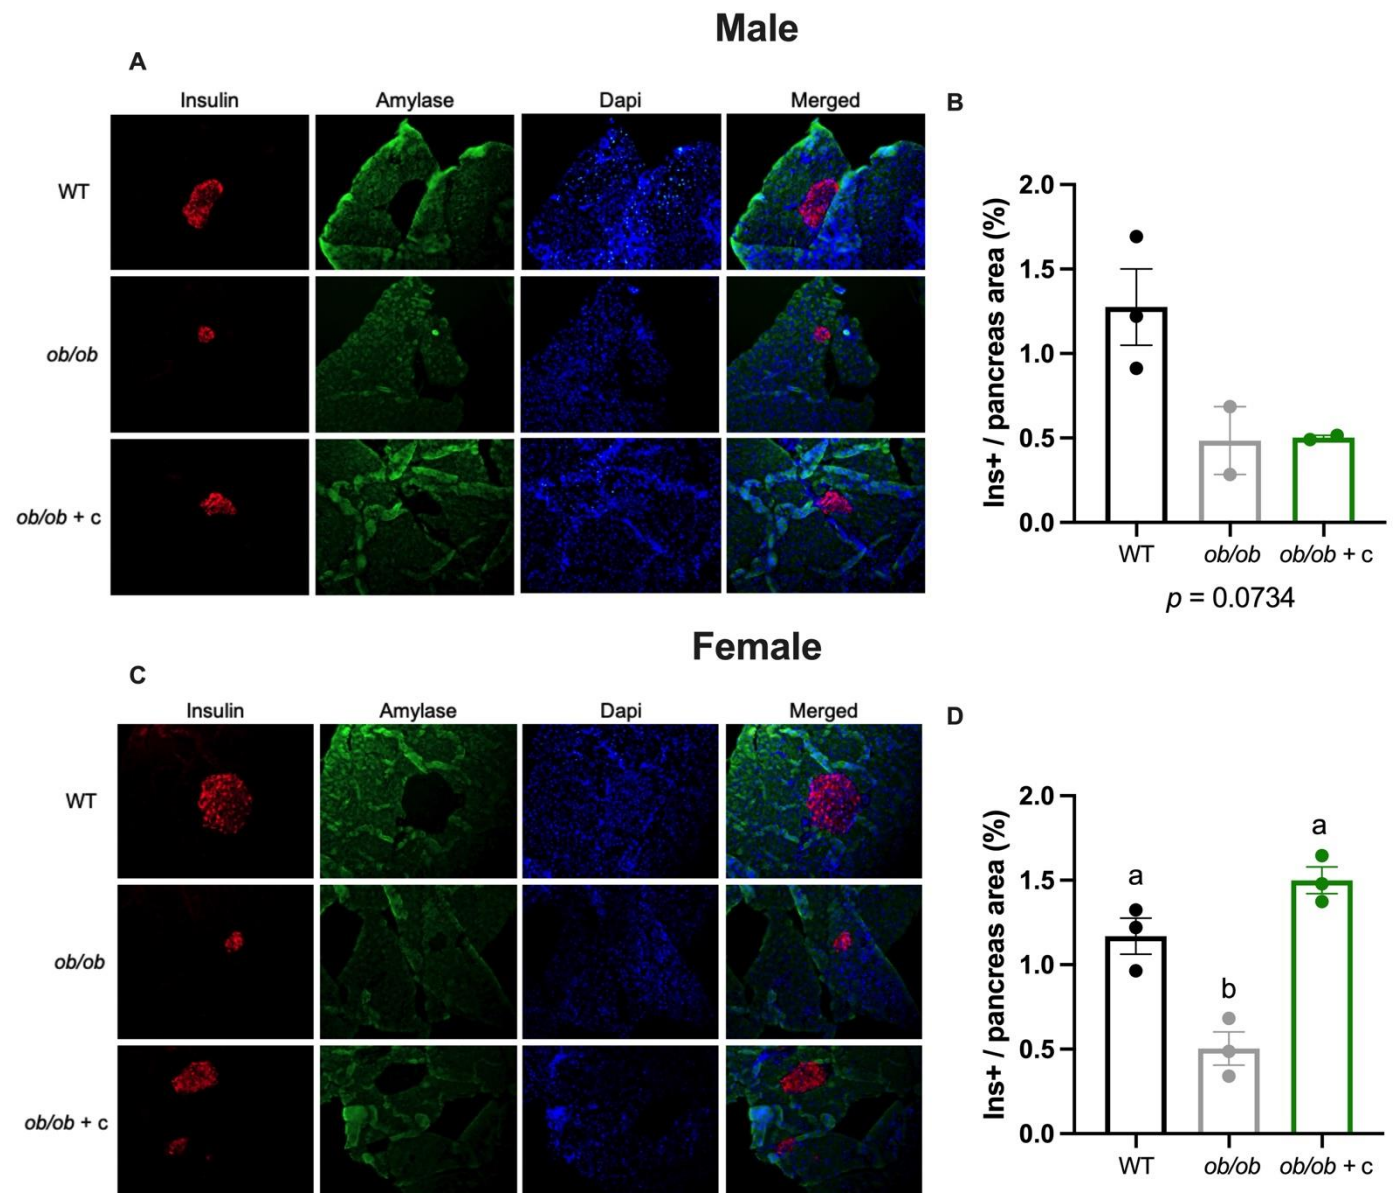 Male
A
Insulin Amylase Dapi Merged
WT
ob/ob
ob/ob + c
B
Ins+ / pancreas area (%)
2.0
1.5
1.0
0.5
0.0
WT ob/ob ob/ob + c
p = 0.0734
Female
C
Insulin Amylase Dapi Merged
WT
ob/ob
ob/ob + c
D
Ins+ / pancreas area (%)
2.0
1.5
1.0
0.5
0.0
a
b
a
WT ob/ob ob/ob + c